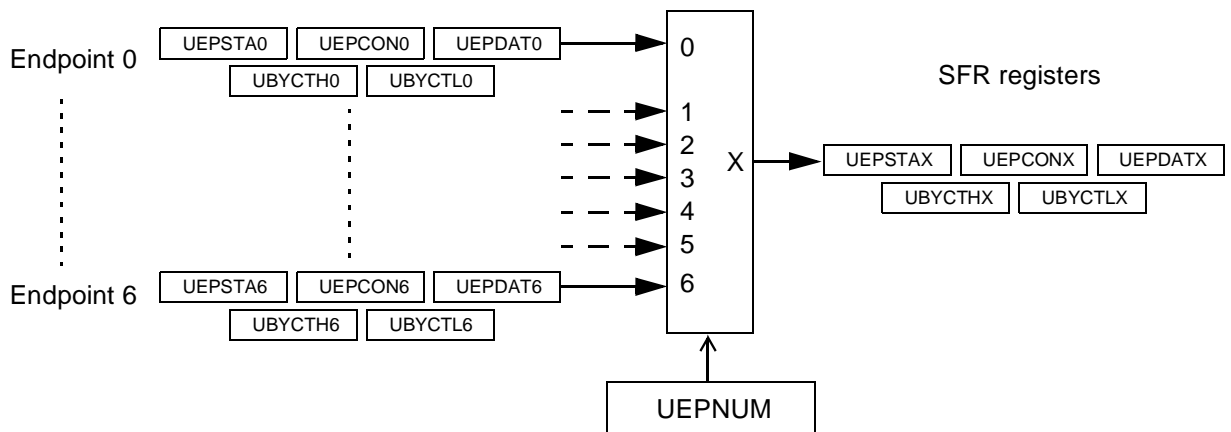 Endpoint 0
UEPSTA0 UEPCON0 UEPDAT0
UBYCTH0 UBYCTL0
0
1
2
3
4
5
6
X
SFR registers
UEPSTAX UEPCONX UEPDATX
UBYCTHX UBYCTLX
Endpoint 6
UEPSTA6 UEPCON6 UEPDAT6
UBYCTH6 UBYCTL6
UEPNUM